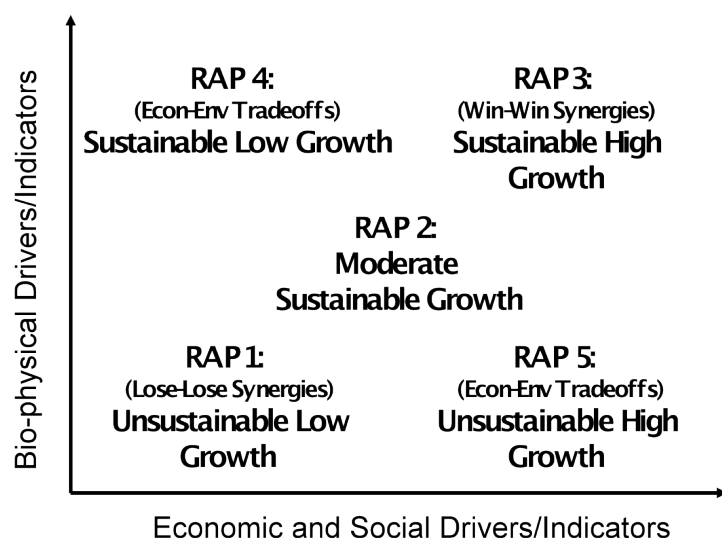 Bio-physical Drivers/Indicators
RAP 4:
(Econ-Env Tradeoffs)
Sustainable Low Growth
RAP 3:
(Win-Win Synergies)
Sustainable High
Growth
RAP 2:
Moderate
Sustainable Growth
RAP 1:
(Lose-Lose Synergies)
Unsustainable Low
Growth
RAP 5:
(Econ-Env Tradeoffs)
Unsustainable High
Growth
Economic and Social Drivers/Indicators